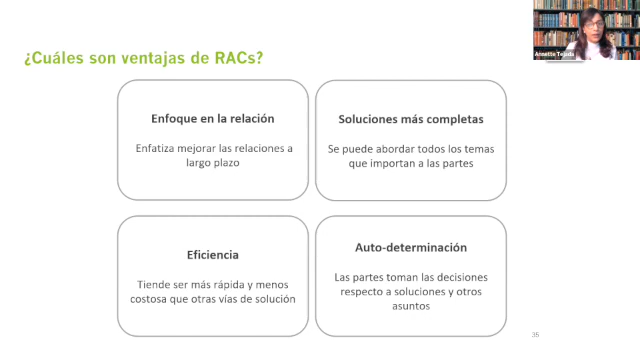 ¿Cuáles son ventajas de RACs?
Enfoque en la relación
Enfatiza mejorar las relaciones a
largo plazo
Soluciones más completas
Se puede abordar todos los temas
que importan a las partes
Eficiencia
Tiende ser más rápida y menos
costosa que otras vías de solución
Auto-determinación
Las partes toman las decisiones
respecto a soluciones y otros
asuntos
35